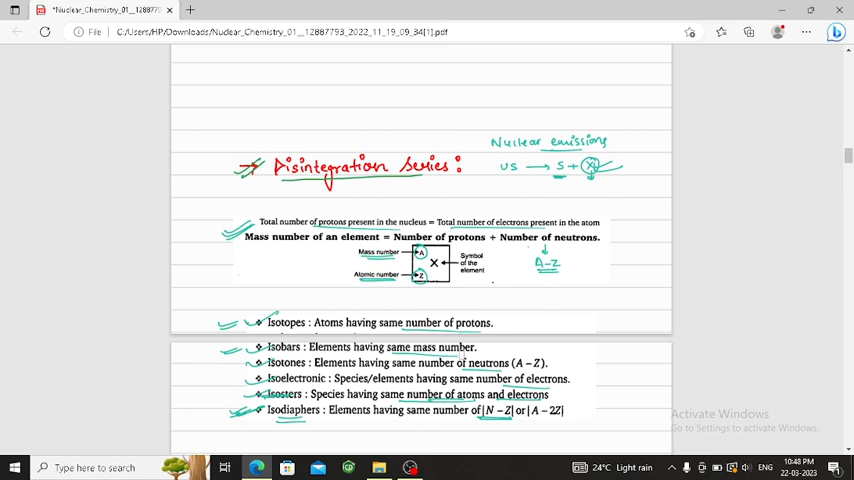 *Nuclear_Chemistry_01__1288779
File
C:/Users/HP/Downloads/Nuclear_Chemistry_01__12887793_2022_11_19_09_34[1].pdf
Nuclear emissions
→ Disintegration series:
US → S + X
Total number of protons present in the nucleus = Total number of electrons present in the atom
Mass number of an element = Number of protons + Number of neutrons.
Mass number → A
X
Symbol of the element
A-Z
Atomic number → Z
❖ Isotopes : Atoms having same number of protons.
❖ Isobars : Elements having same mass number.
❖ Isotones : Elements having same number of neutrons (A – Z).
❖ Isoelectronic : Species/elements having same number of electrons.
❖ Isosters : Species having same number of atoms and electrons
❖ Isodiaphers : Elements having same number of |N – Z| or | A – 2Z|
Activate Windows
Go to Settings to activate Windows.
Type here to search
24°C Light rain
ENG
10:48 PM
22-03-2023